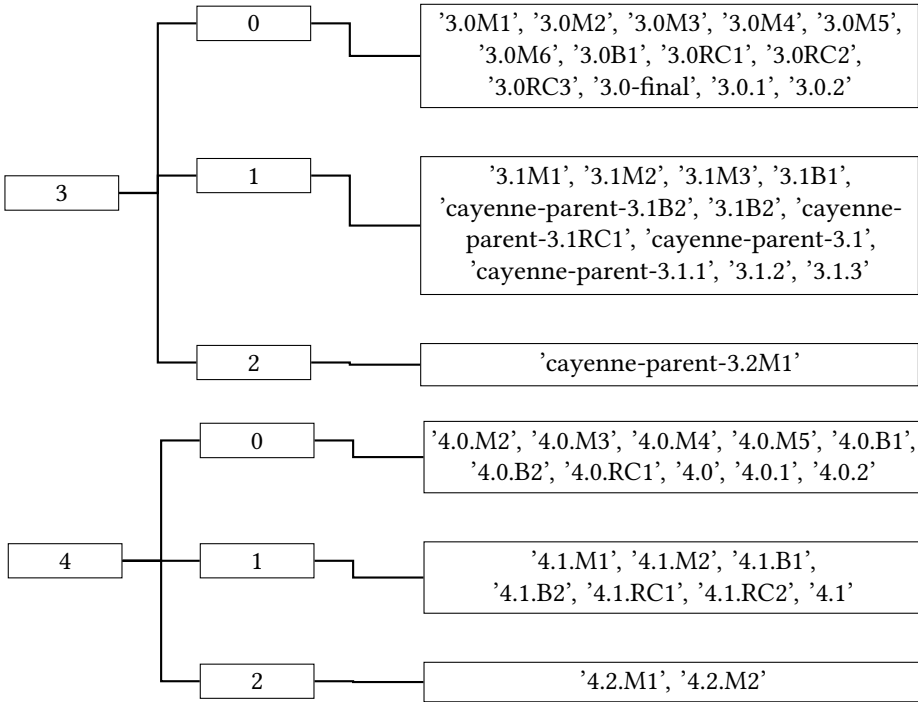 0
’3.0M1’, ’3.0M2’, ’3.0M3’, ’3.0M4’, ’3.0M5’,
’3.0M6’, ’3.0B1’, ’3.0RC1’, ’3.0RC2’,
’3.0RC3’, ’3.0-final’, ’3.0.1’, ’3.0.2’
3
1
’3.1M1’, ’3.1M2’, ’3.1M3’, ’3.1B1’,
’cayenne-parent-3.1B2’, ’3.1B2’, ’cayenne-
parent-3.1RC1’, ’cayenne-parent-3.1’,
’cayenne-parent-3.1.1’, ’3.1.2’, ’3.1.3’
2
’cayenne-parent-3.2M1’
0
’4.0.M2’, ’4.0.M3’, ’4.0.M4’, ’4.0.M5’, ’4.0.B1’,
’4.0.B2’, ’4.0.RC1’, ’4.0’, ’4.0.1’, ’4.0.2’
4
1
’4.1.M1’, ’4.1.M2’, ’4.1.B1’,
’4.1.B2’, ’4.1.RC1’, ’4.1.RC2’, ’4.1’
2
’4.2.M1’, ’4.2.M2’